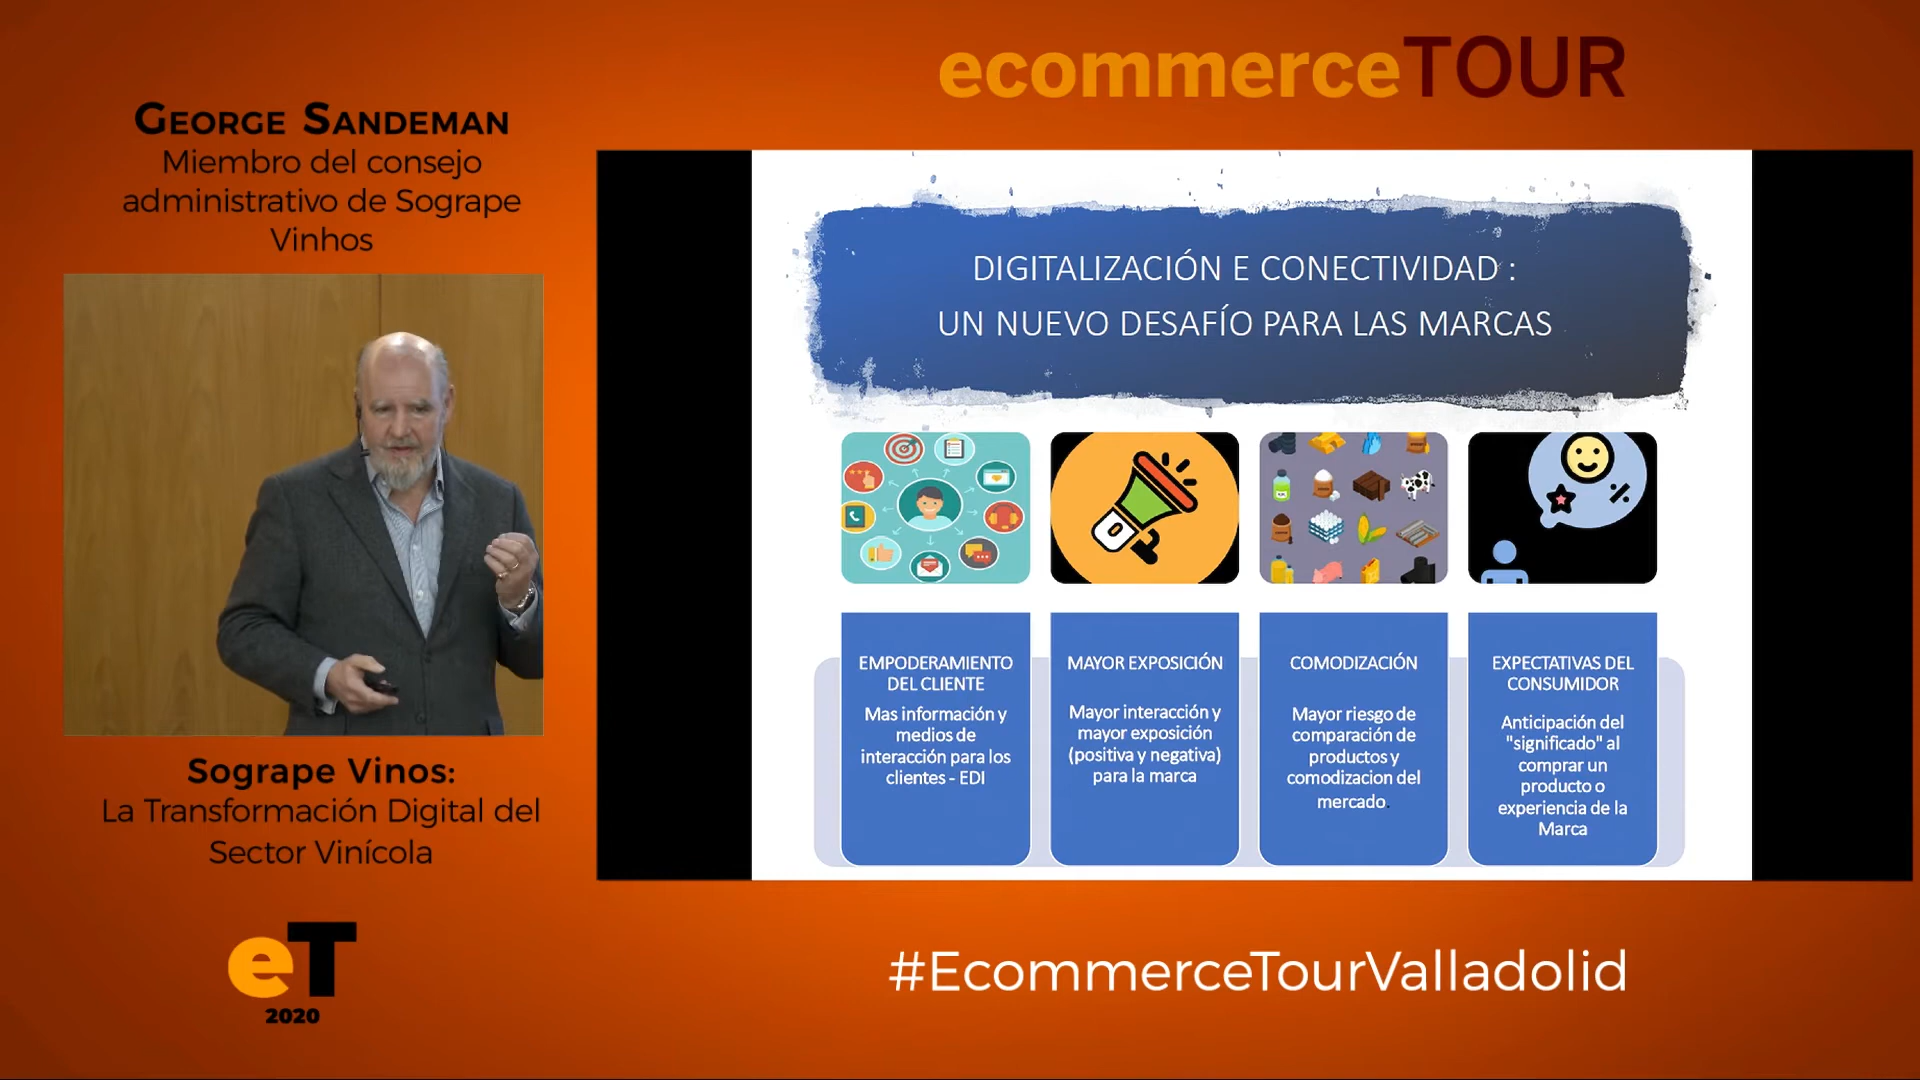 ecommerceTOUR
GEORGE SANDEMAN
Miembro del consejo
administrativo de Sogrape
Vinhos
Sogrape Vinos:
La Transformación Digital del
Sector Vinícola
eT
2020
DIGITALIZACIÓN E CONECTIVIDAD :
UN NUEVO DESAFÍO PARA LAS MARCAS
EMPODERAMIENTO
DEL CLIENTE
Mas información y
medios de
interacción para los
clientes - EDI
MAYOR EXPOSICIÓN
Mayor interacción y
mayor exposición
(positiva y negativa)
para la marca
COMODIZACIÓN
Mayor riesgo de
comparación de
productos y
comodizacion del
mercado.
EXPECTATIVAS DEL
CONSUMIDOR
Anticipación del
"significado" al
comprar un
producto o
experiencia de la
Marca
#EcommerceTourValladolid